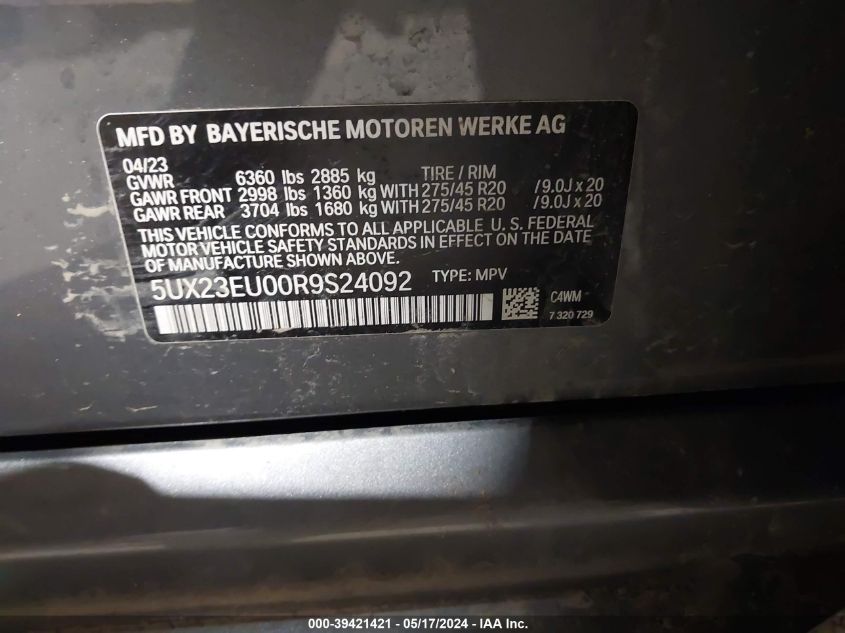 MFD BY BAYERISCHE MOTOREN WERKE AG
04/23
GVWR 6360 lbs 2885 kg TIRE / RIM
GAWR FRONT 2998 lbs 1360 kg WITH 275/45 R20 /9.0J x 20
GAWR REAR 3704 lbs 1680 kg WITH 275/45 R20 /9.0J x 20
THIS VEHICLE CONFORMS TO ALL APPLICABLE U. S. FEDERAL
MOTOR VEHICLE SAFETY STANDARDS IN EFFECT ON THE DATE
OF MANUFACTURE SHOWN ABOVE.
5UX23EU00R9S24092 TYPE: MPV
C4WM
7 320 729
000-39421421 — 05/17/2024 — IAA Inc.